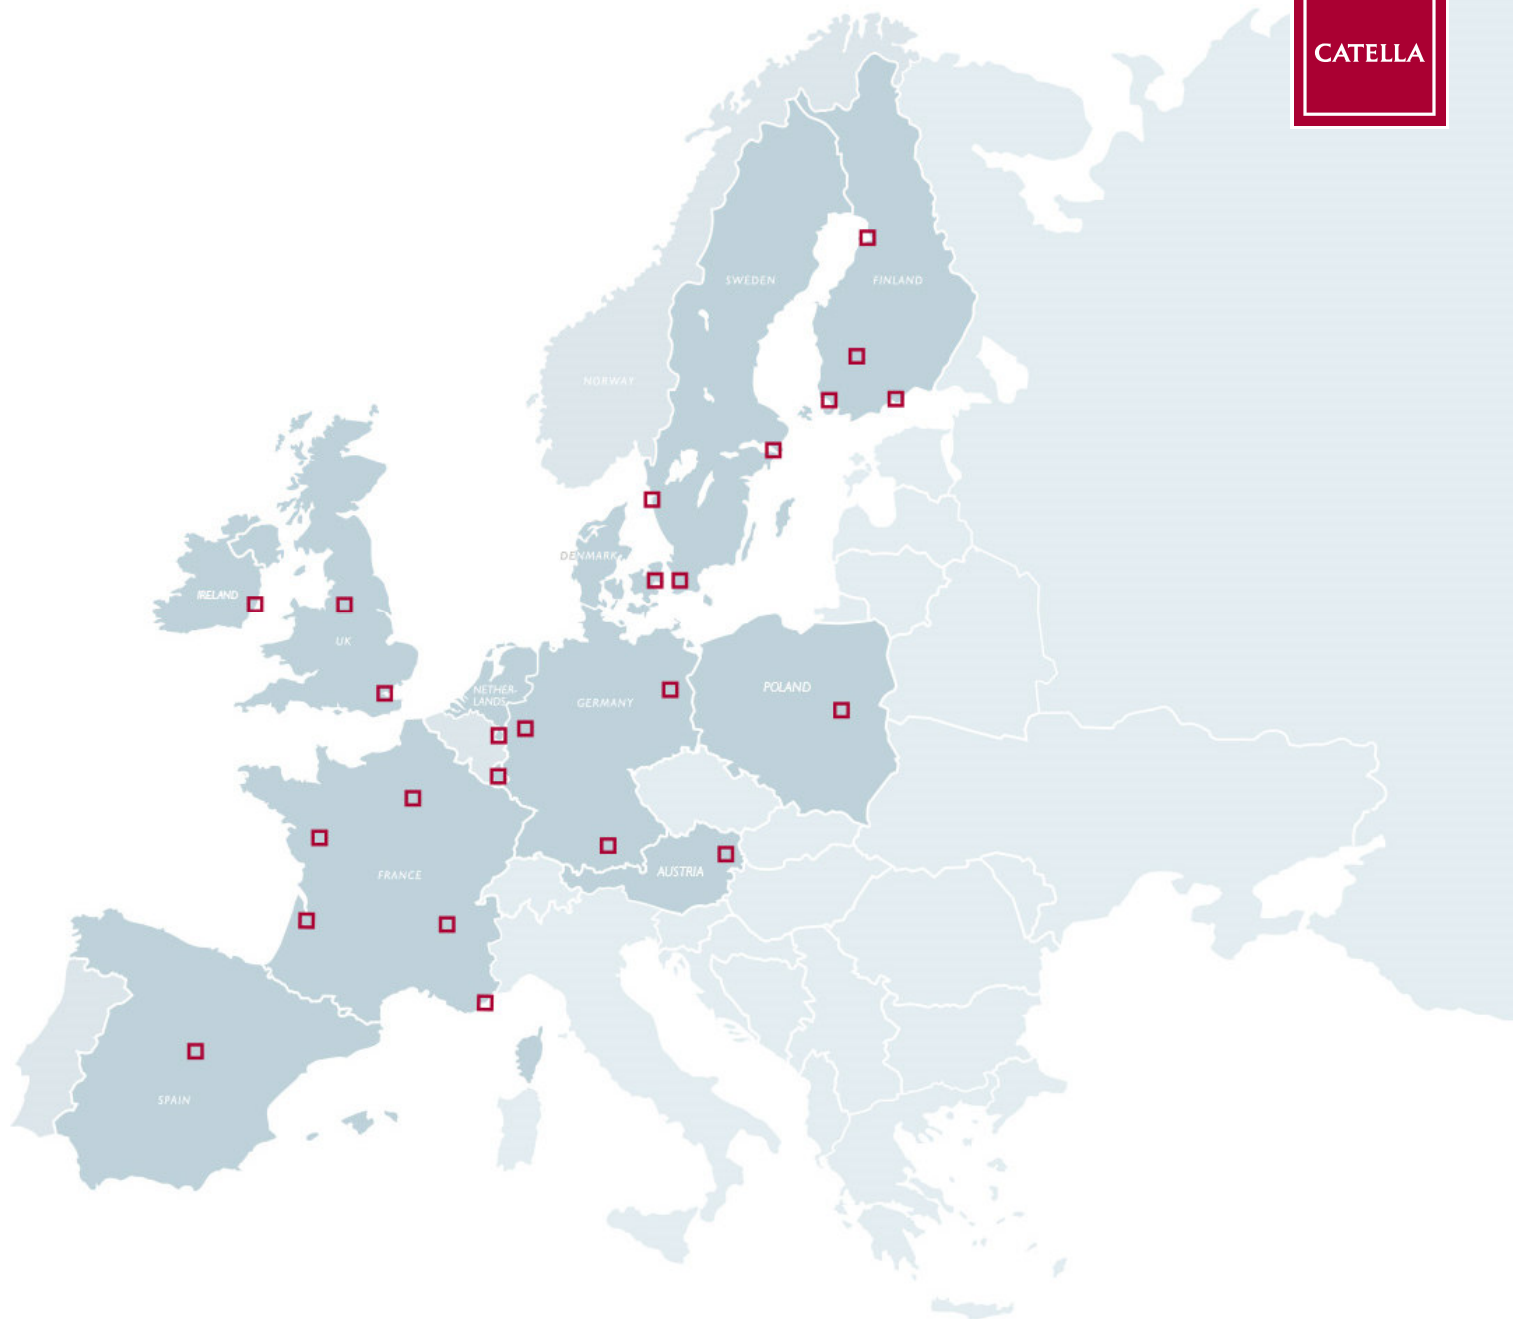 CATELLA
SWEDEN
FINLAND
NORWAY
DENMARK
IRELAND
UK
NETHER-
LANDS
GERMANY
POLAND
FRANCE
AUSTRIA
SPAIN